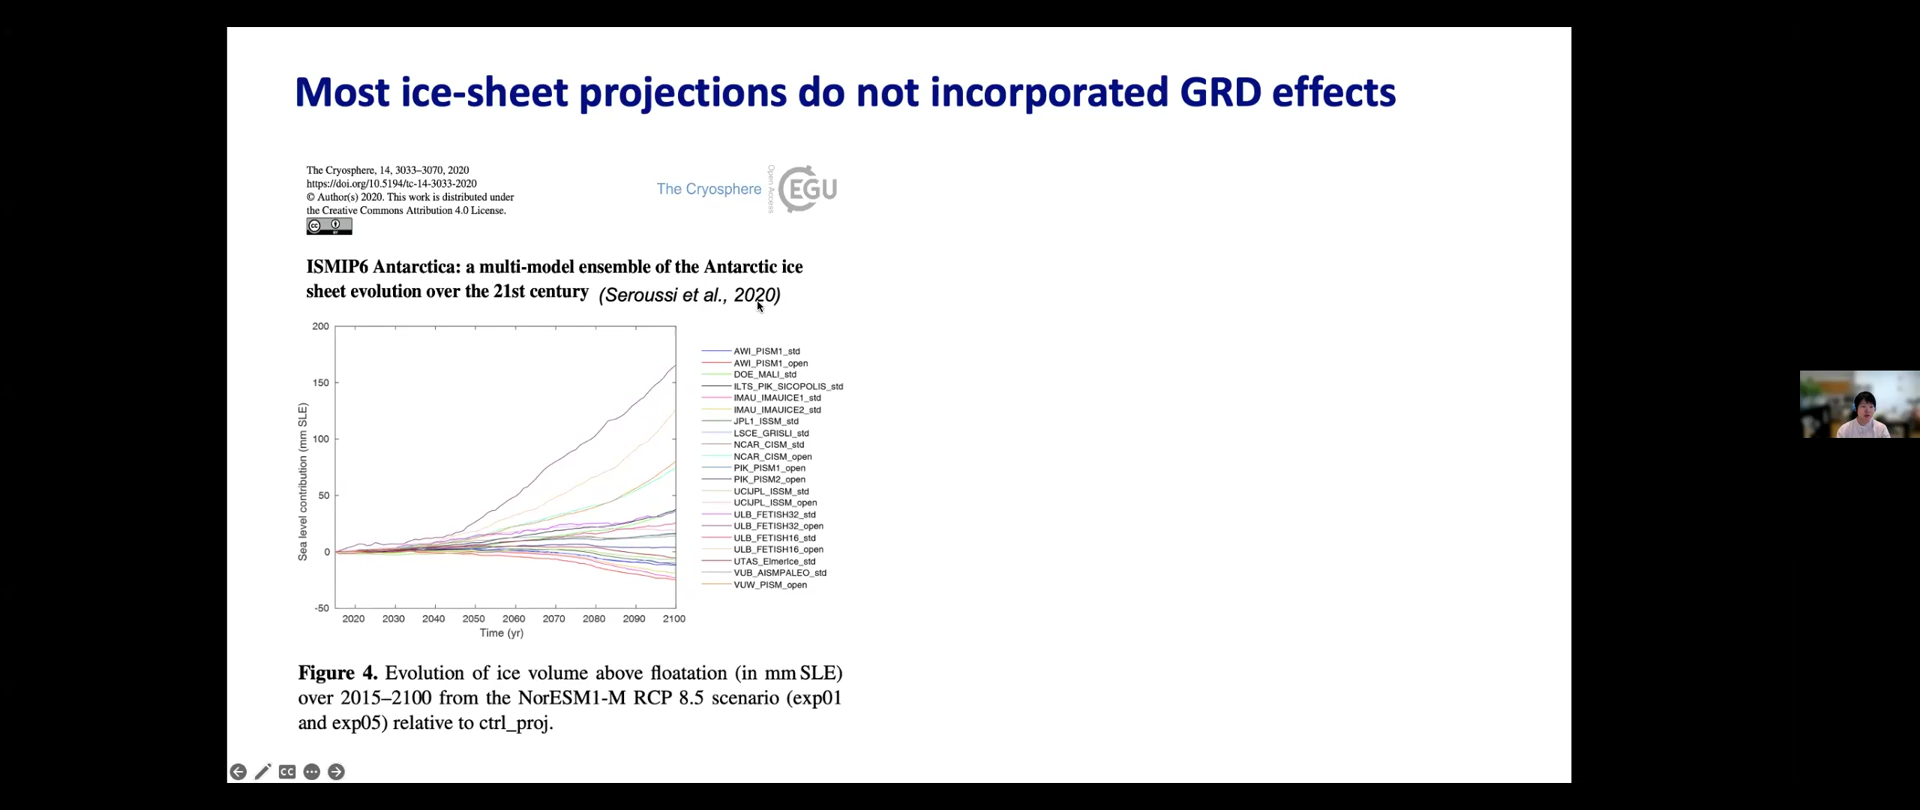 Most ice-sheet projections do not incorporated GRD effects
The Cryosphere, 14, 3033–3070, 2020
https://doi.org/10.5194/tc-14-3033-2020
© Author(s) 2020. This work is distributed under
the Creative Commons Attribution 4.0 License.
cc
BY
The Cryosphere
Open Access
EGU
ISMIP6 Antarctica: a multi-model ensemble of the Antarctic ice
sheet evolution over the 21st century (Seroussi et al., 2020)
200
150
100
50
0
-50
Sea level contribution (mm SLE)
2020 2030 2040 2050 2060 2070 2080 2090 2100
Time (yr)
AWI_PISM1_std
AWI_PISM1_open
DOE_MALI_std
ILTS_PIK_SICOPOLIS_std
IMAU_IMAUICE1_std
IMAU_IMAUICE2_std
JPL1_ISSM_std
LSCE_GRISLI_std
NCAR_CISM_std
NCAR_CISM_open
PIK_PISM1_open
PIK_PISM2_open
UCIJPL_ISSM_std
UCIJPL_ISSM_open
ULB_FETISH32_std
ULB_FETISH32_open
ULB_FETISH16_std
ULB_FETISH16_open
UTAS_ElmerIce_std
VUB_AISMPALEO_std
VUW_PISM_open
Figure 4. Evolution of ice volume above floatation (in mm SLE)
over 2015–2100 from the NorESM1-M RCP 8.5 scenario (exp01
and exp05) relative to ctrl_proj.
CC